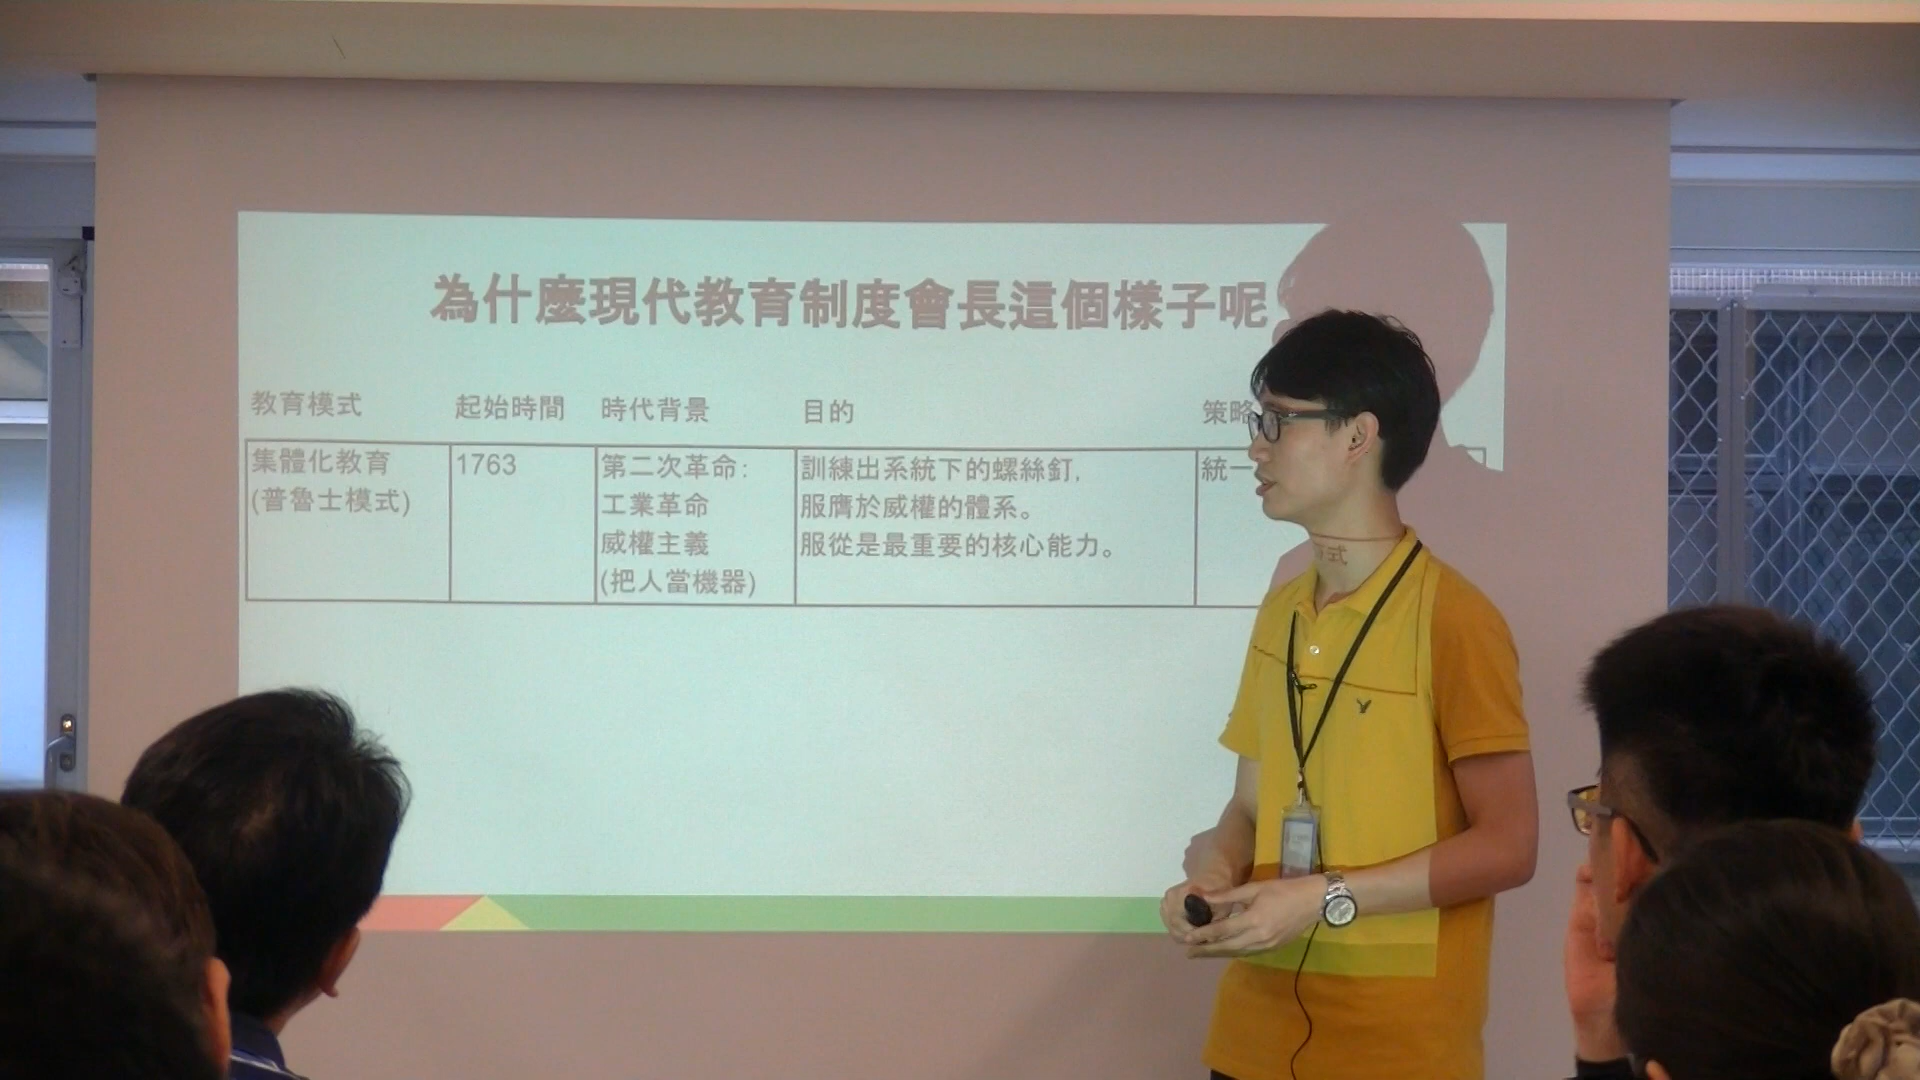 為什麼現代教育制度會長這個樣子呢
教育模式 起始時間 時代背景 目的 策略
集體化教育 1763 第二次革命: 訓練出系統下的螺絲釘, 統一
(普魯士模式) 工業革命 服膺於威權的體系。
威權主義 服從是最重要的核心能力。 式
(把人當機器)